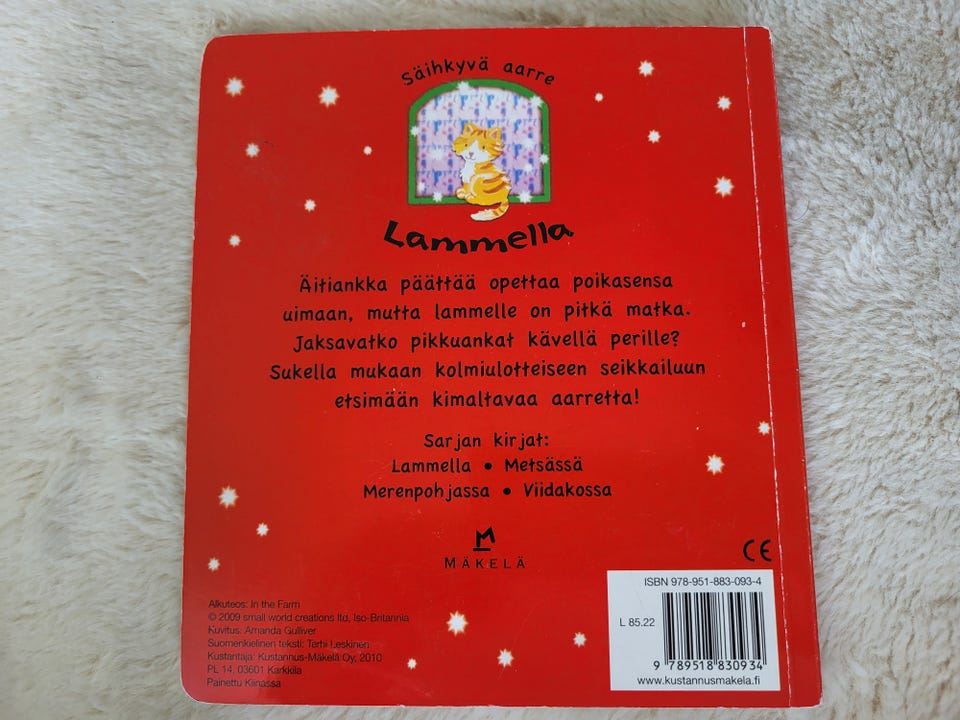 Säihkyvä aarre
Lammella
Äitiankka päättää opettaa poikasensa
uimaan, mutta lammelle on pitkä matka.
Jaksavatko pikkuankat kävellä perille?
Sukella mukaan kolmiulotteiseen seikkailuun
etsimään kimaltavaa aarretta!
Sarjan kirjat:
Lammella • Metsässä
Merenpohjassa • Viidakossa
M
MÄKELÄ
CE
ISBN 978-951-883-093-4
L 85.22
9 789518 830934
www.kustannusmakela.fi
Alkuteos: In the Farm
© 2009 small world creations ltd, Iso-Britannia
Kuvitus: Amanda Gulliver
Suomenkielinen teksti: Terhi Leskinen
Kustantaja: Kustannus-Mäkelä Oy, 2010
PL 14, 03601 Karkkila
Painettu Kiinassa